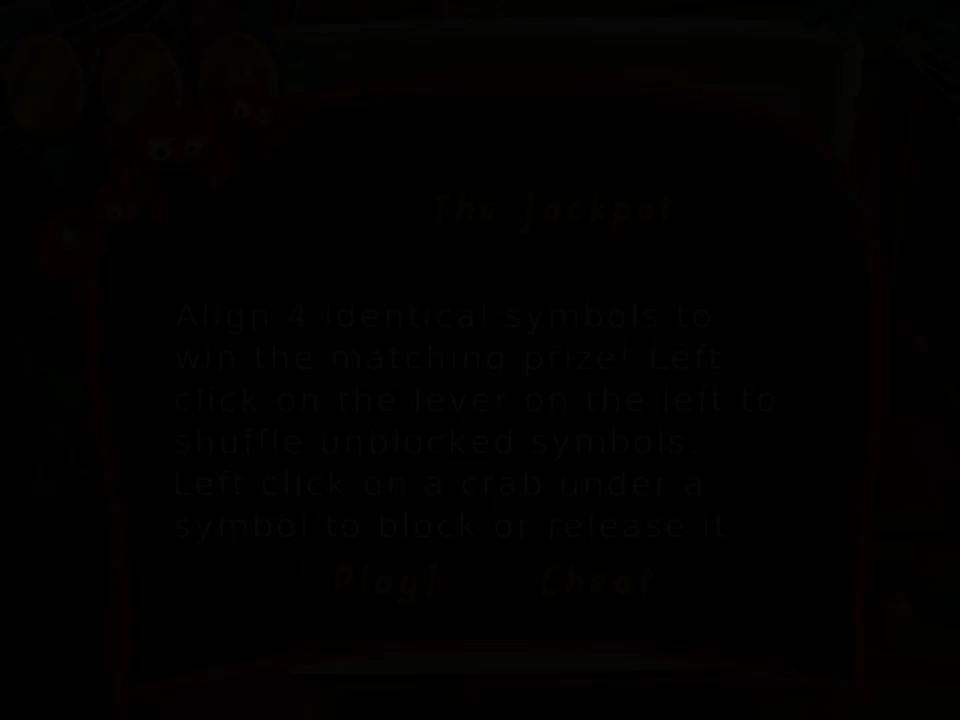 The Jackpot
Align 4 identical symbols to
win the matching prize! Left
click on the lever on the left to
shuffle unblocked symbols.
Left click on a crab under a
symbol to block or release it.
Play! Cheat